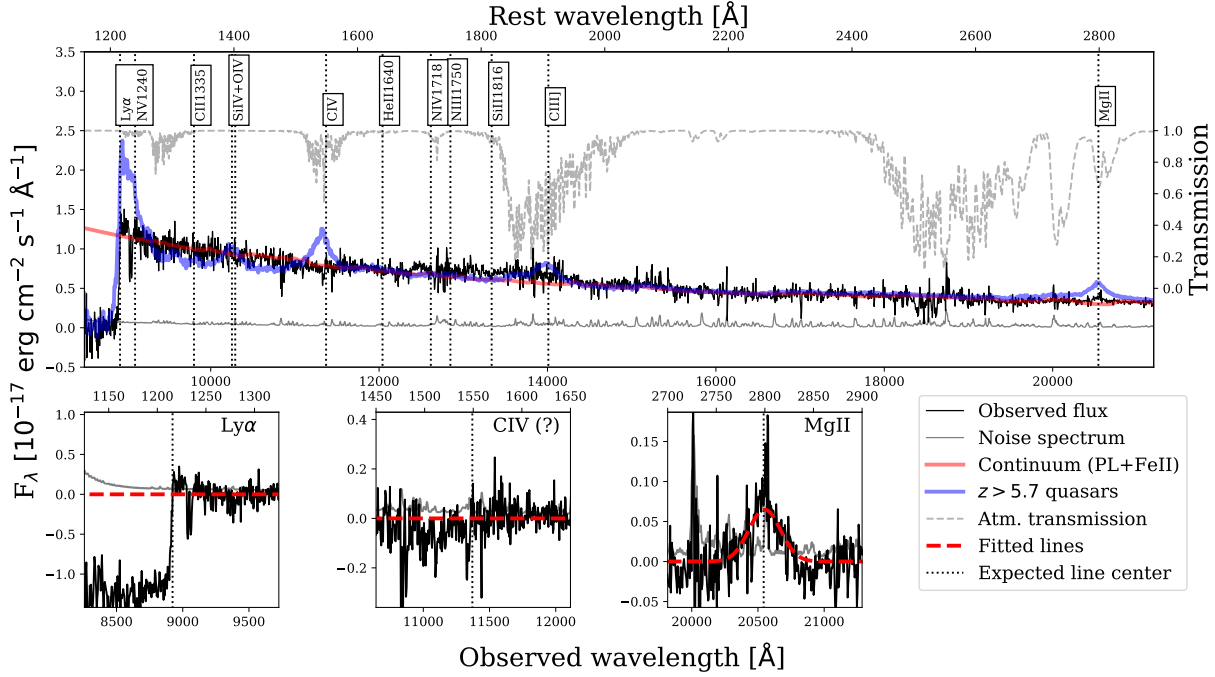 Rest wavelength [Å]
1200 1400 1600 1800 2000 2200 2400 2600 2800
3.5
3.0
2.5
2.0
1.5
1.0
0.5
0.0
−0.5
Lyα
NV1240
CII1335
SiIV+OIV
CIV
HeII1640
NIV1718
NIII1750
SiII1816
CIIIJ
MgII
1.0
0.8
0.6
0.4
0.2
0.0
Transmission
10000 12000 14000 16000 18000 20000
F_λ [10⁻¹⁷ erg cm⁻² s⁻¹ Å⁻¹]
1150 1200 1250 1300
1.0
0.5
0.0
−0.5
−1.0
Lyα
8500 9000 9500
1450 1500 1550 1600 1650
0.4
0.2
0.0
−0.2
CIV (?)
11000 11500 12000
2700 2750 2800 2850 2900
0.15
0.10
0.05
0.00
−0.05
MgII
20000 20500 21000
Observed flux
Noise spectrum
Continuum (PL+FeII)
z > 5.7 quasars
Atm. transmission
Fitted lines
Expected line center
Observed wavelength [Å]